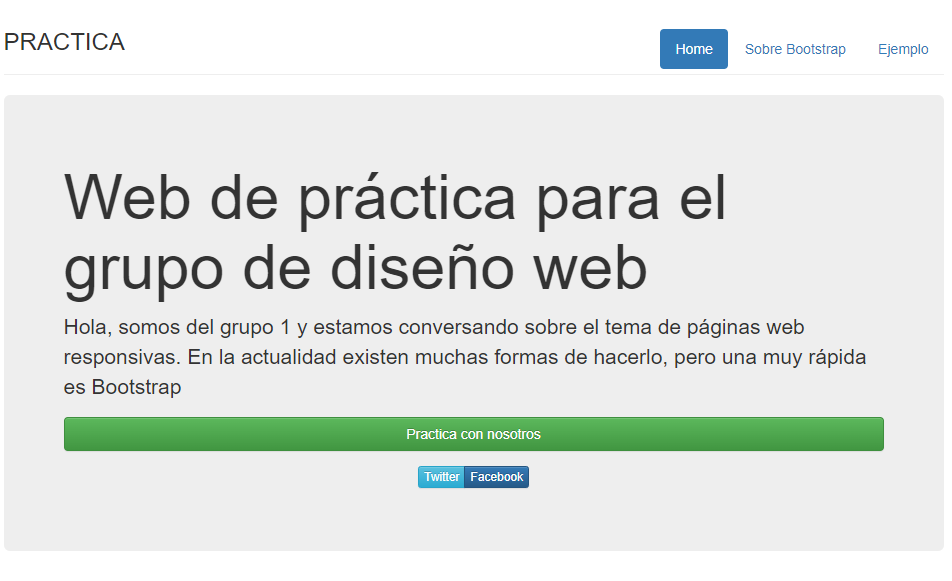 PRACTICA
Home Sobre Bootstrap Ejemplo
Web de práctica para el
grupo de diseño web
Hola, somos del grupo 1 y estamos conversando sobre el tema de páginas web
responsivas. En la actualidad existen muchas formas de hacerlo, pero una muy rápida
es Bootstrap
Practica con nosotros
Twitter Facebook